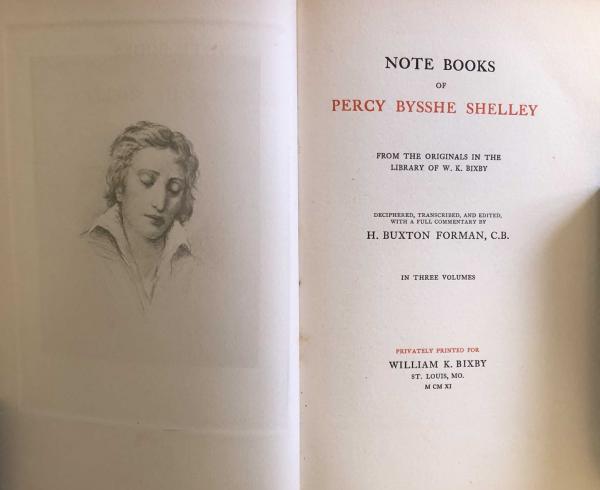 NOTE BOOKS
OF
PERCY BYSSHE SHELLEY
FROM THE ORIGINALS IN THE
LIBRARY OF W. K. BIXBY
DECIPHERED, TRANSCRIBED, AND EDITED,
WITH A FULL COMMENTARY BY
H. BUXTON FORMAN, C.B.
IN THREE VOLUMES
PRIVATELY PRINTED FOR
WILLIAM K. BIXBY
ST. LOUIS, MO.
M CM XI